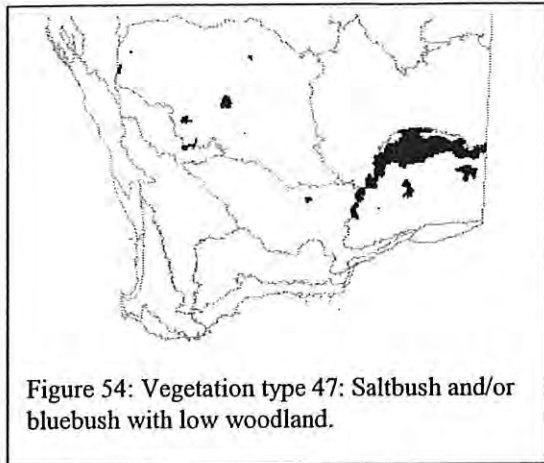 Figure 54: Vegetation type 47: Saltbush and/or
bluebush with low woodland.